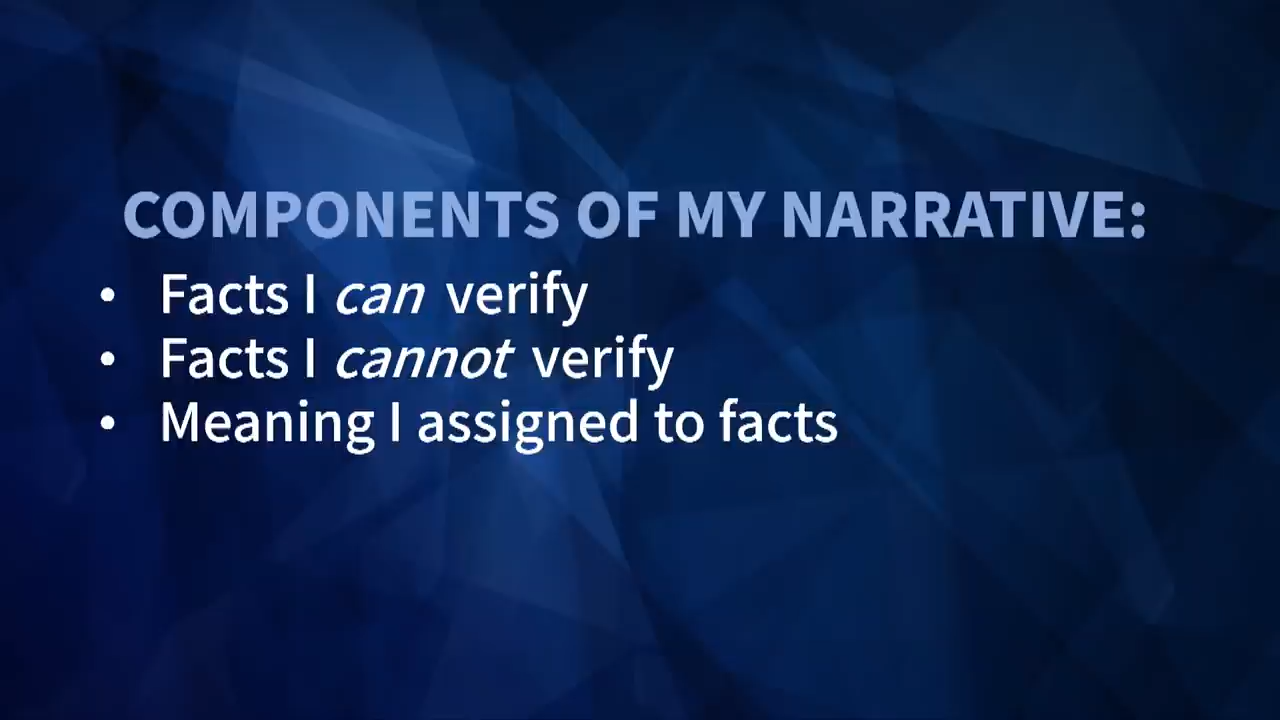 COMPONENTS OF MY NARRATIVE:
• Facts I can verify
• Facts I cannot verify
• Meaning I assigned to facts